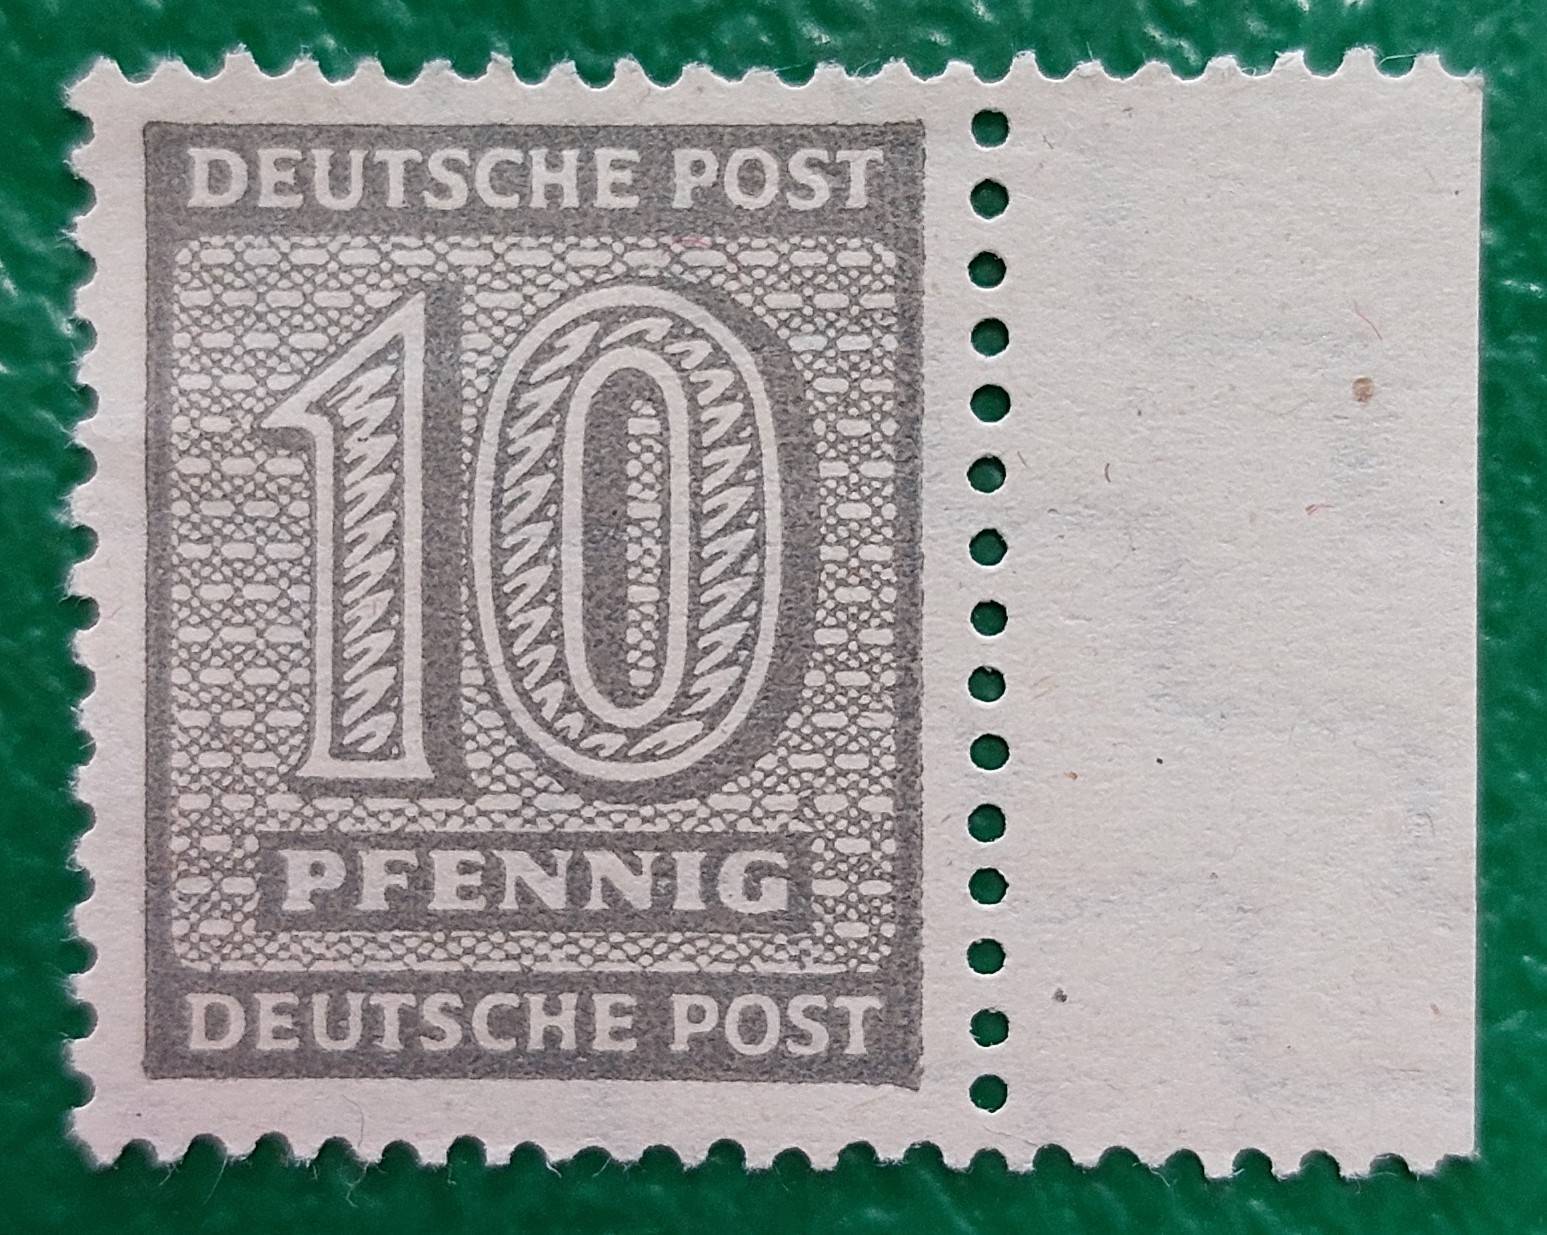 DEUTSCHE POST
10
PFENNIG
DEUTSCHE POST